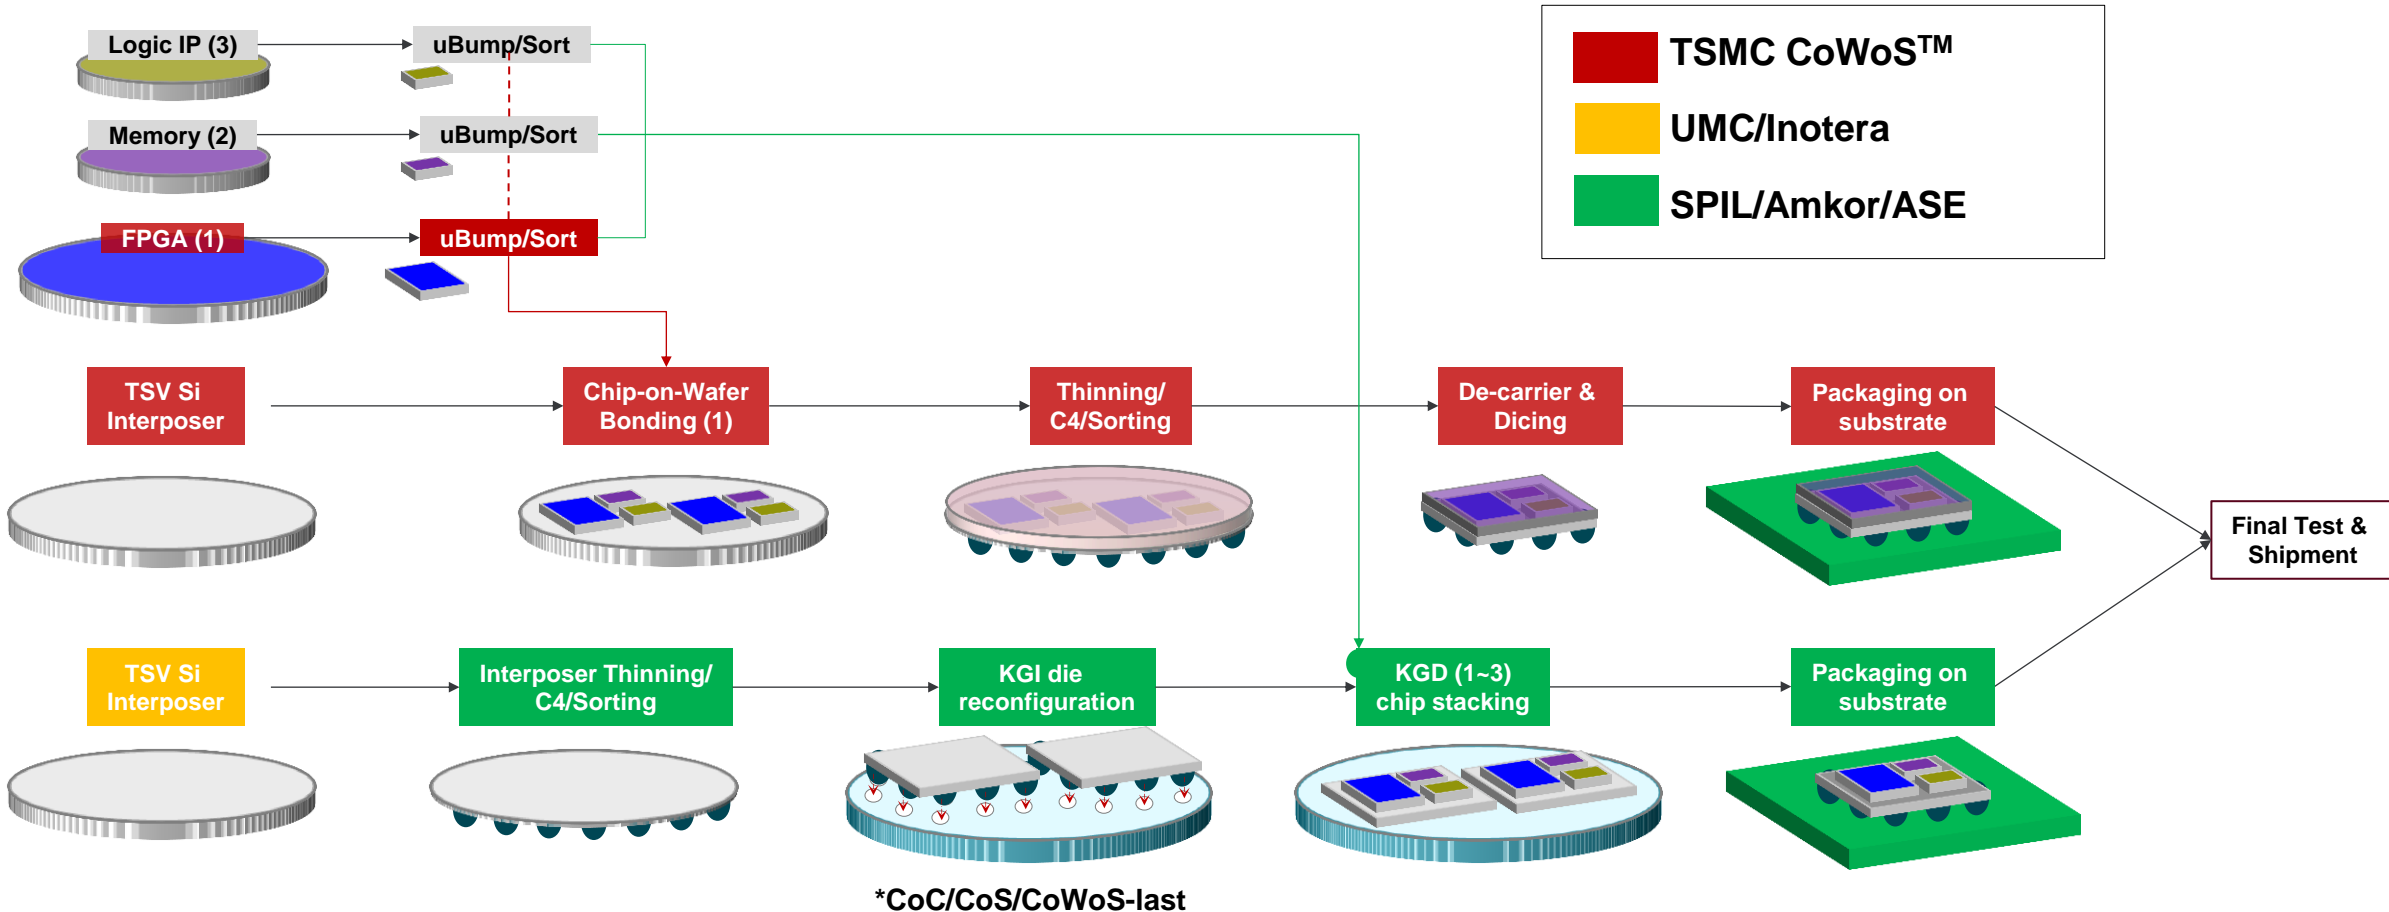 Logic IP (3)
uBump/Sort
TSMC CoWoS™
Memory (2)
uBump/Sort
UMC/Inotera
SPIL/Amkor/ASE
FPGA (1)
uBump/Sort
TSV Si
Interposer
Chip-on-Wafer
Bonding (1)
Thinning/
C4/Sorting
De-carrier &
Dicing
Packaging on
substrate
Final Test &
Shipment
TSV Si
Interposer
Interposer Thinning/
C4/Sorting
KGI die
reconfiguration
KGD (1~3)
chip stacking
Packaging on
substrate
*CoC/CoS/CoWoS-last